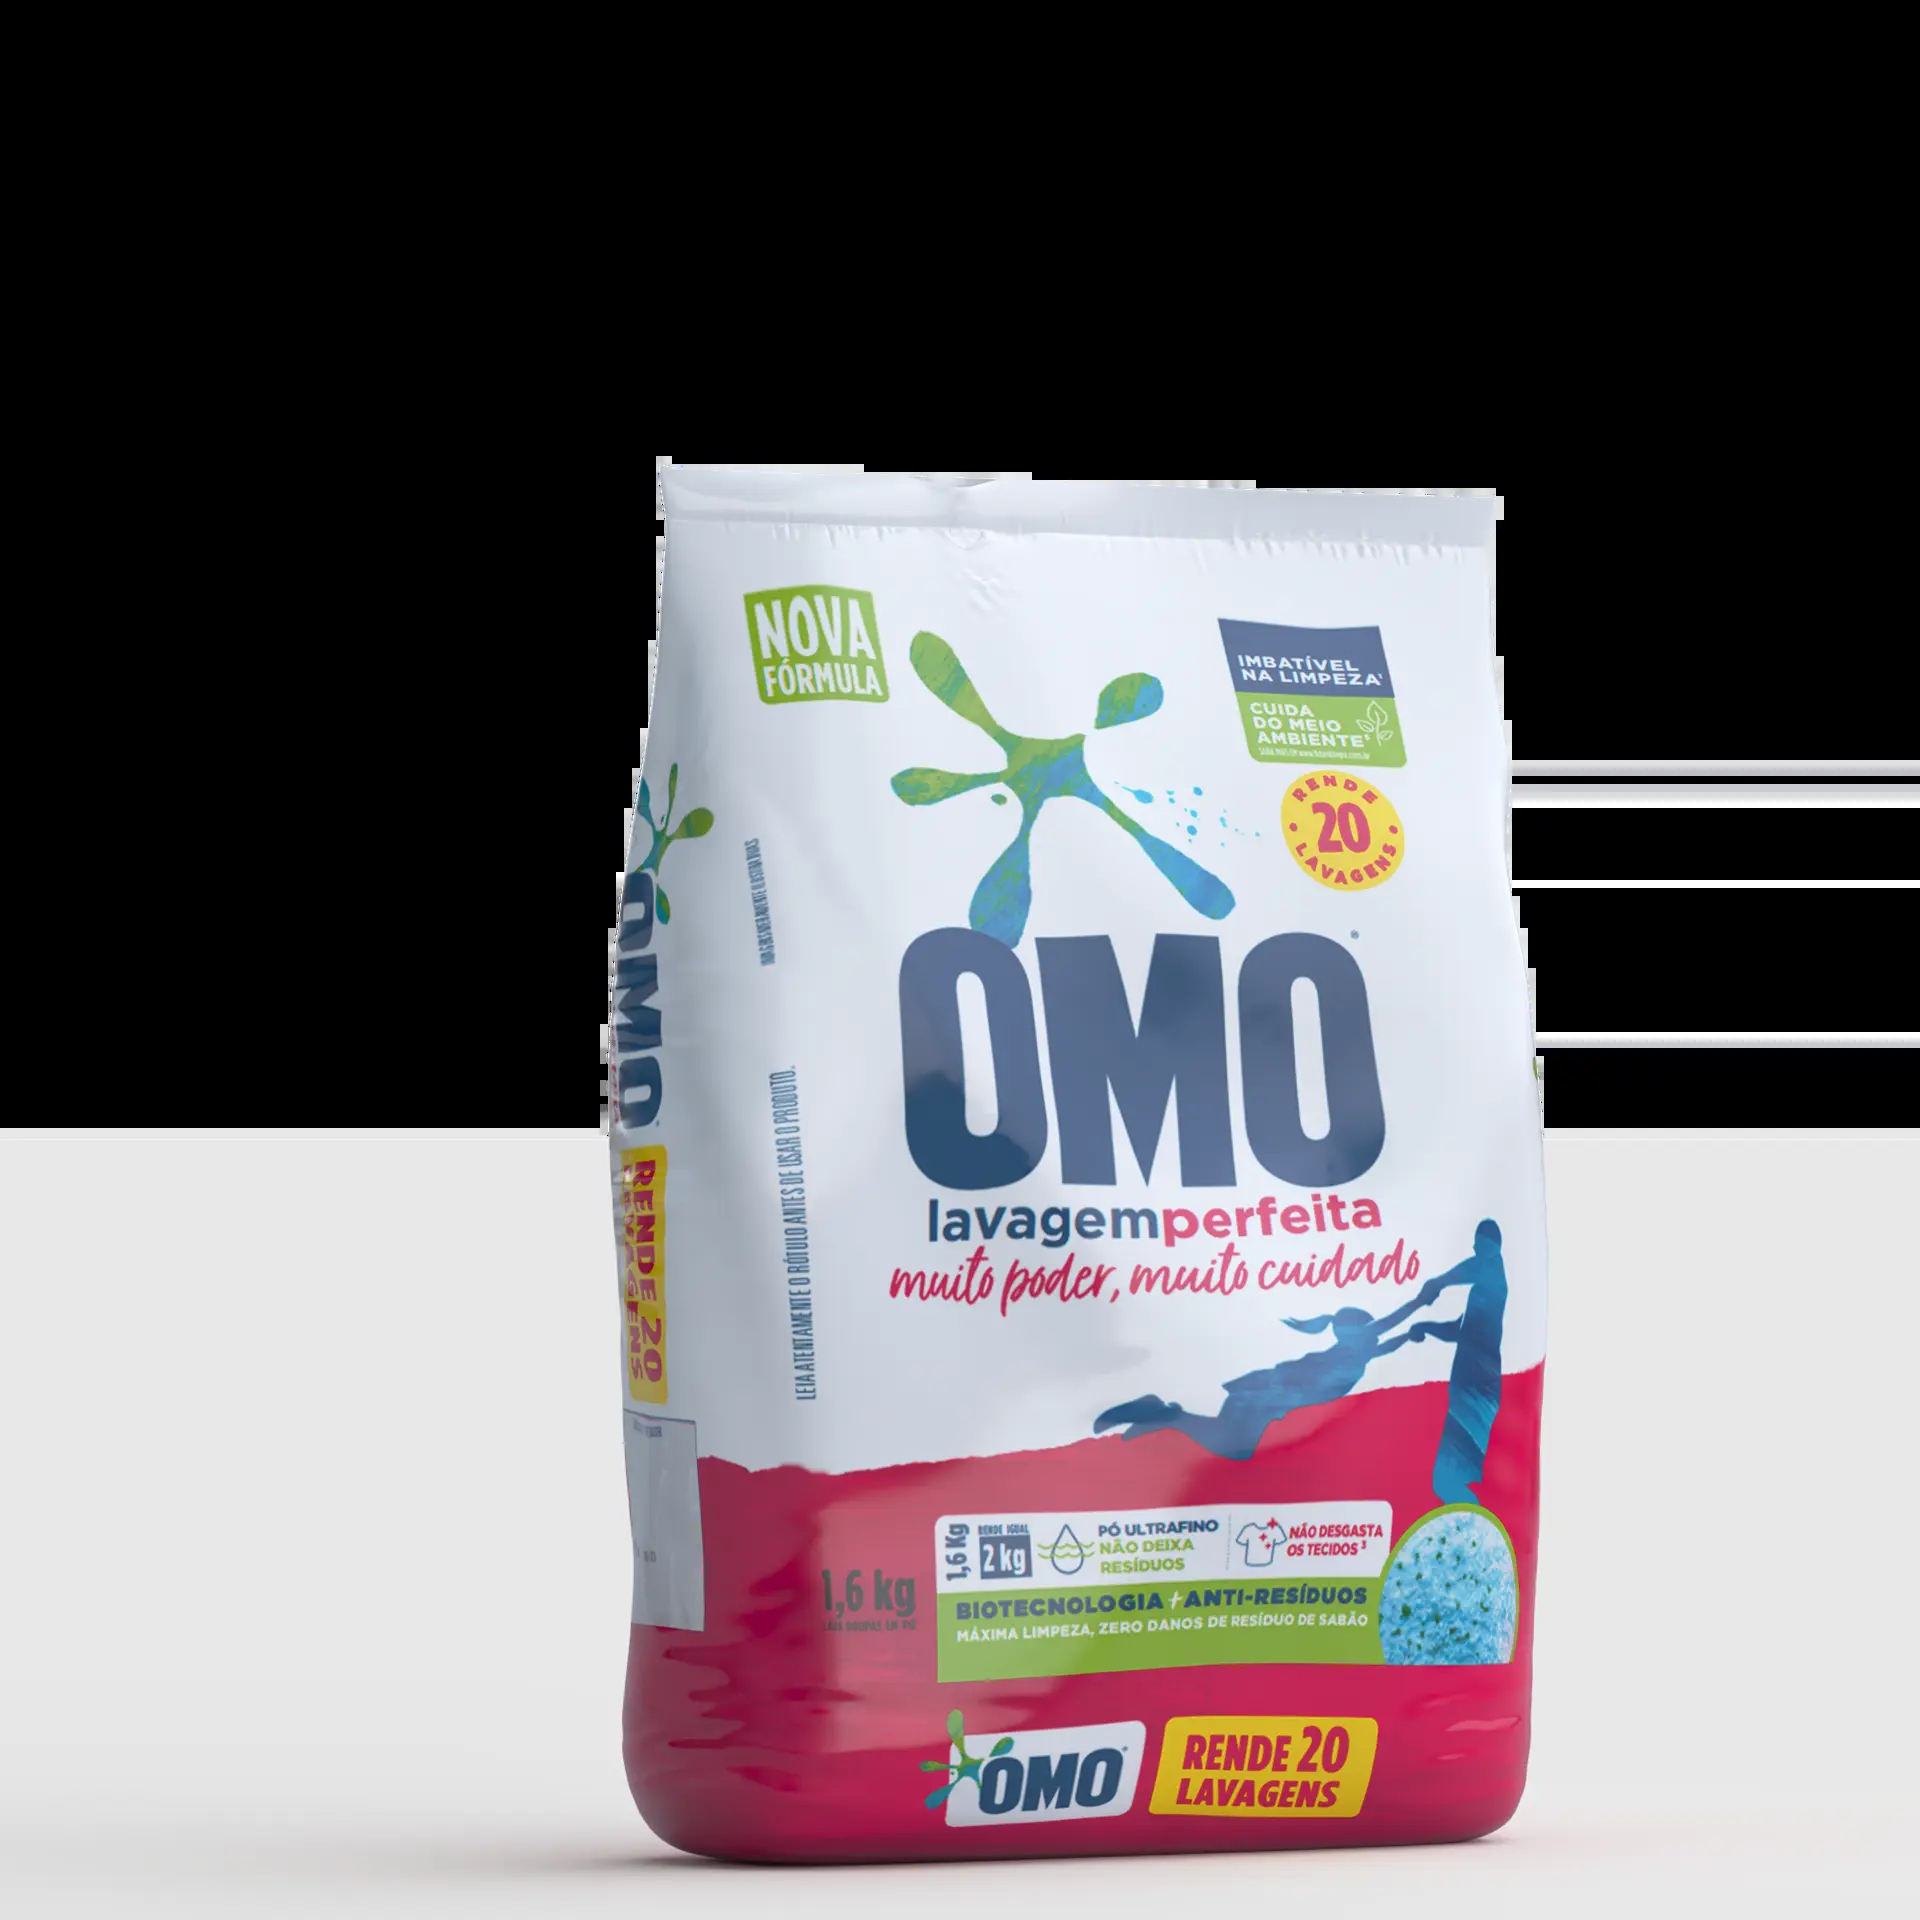 NOVA
FÓRMULA
IMBATÍVEL
NA LIMPEZA¹
CUIDA
DO MEIO
AMBIENTE⁵
RENDE
20
LAVAGENS
OMO®
lavagemperfeita
muito poder, muito cuidado
LEIA ATENTAMENTE O RÓTULO ANTES DE USAR O PRODUTO.
OMO
RENDE 20
LAVAGENS
1,6 kg
1,6 Kg
RENDE IGUAL
2 kg
PÓ ULTRAFINO
NÃO DEIXA
RESÍDUOS
NÃO DESGASTA
OS TECIDOS³
BIOTECNOLOGIA + ANTI-RESÍDUOS
MÁXIMA LIMPEZA, ZERO DANOS DE RESÍDUO DE SABÃO
OMO
RENDE 20
LAVAGENS